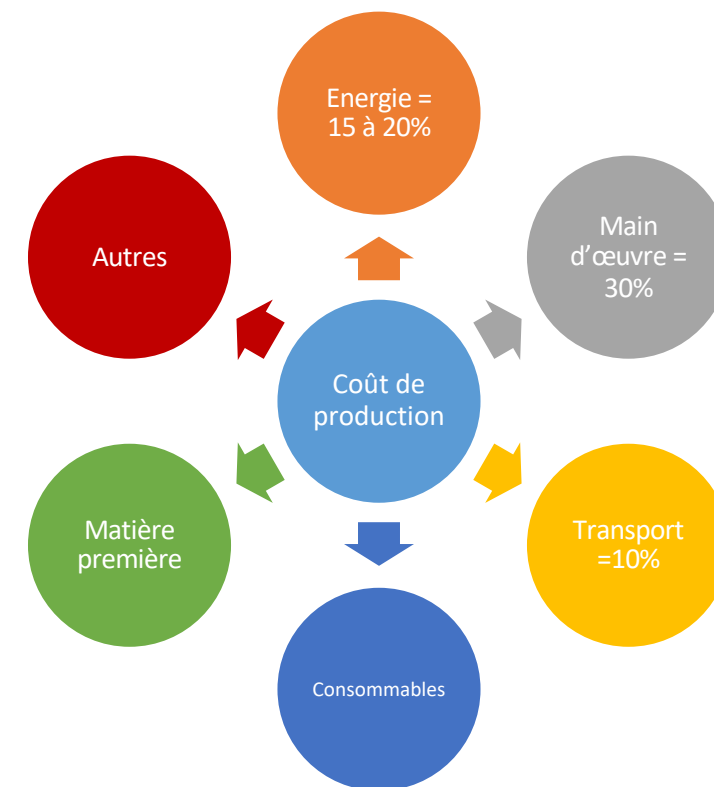 Energie =
15 à 20%
Main
d'œuvre =
30%
Autres
Coût de
production
Matière
première
Transport
=10%
Consommables